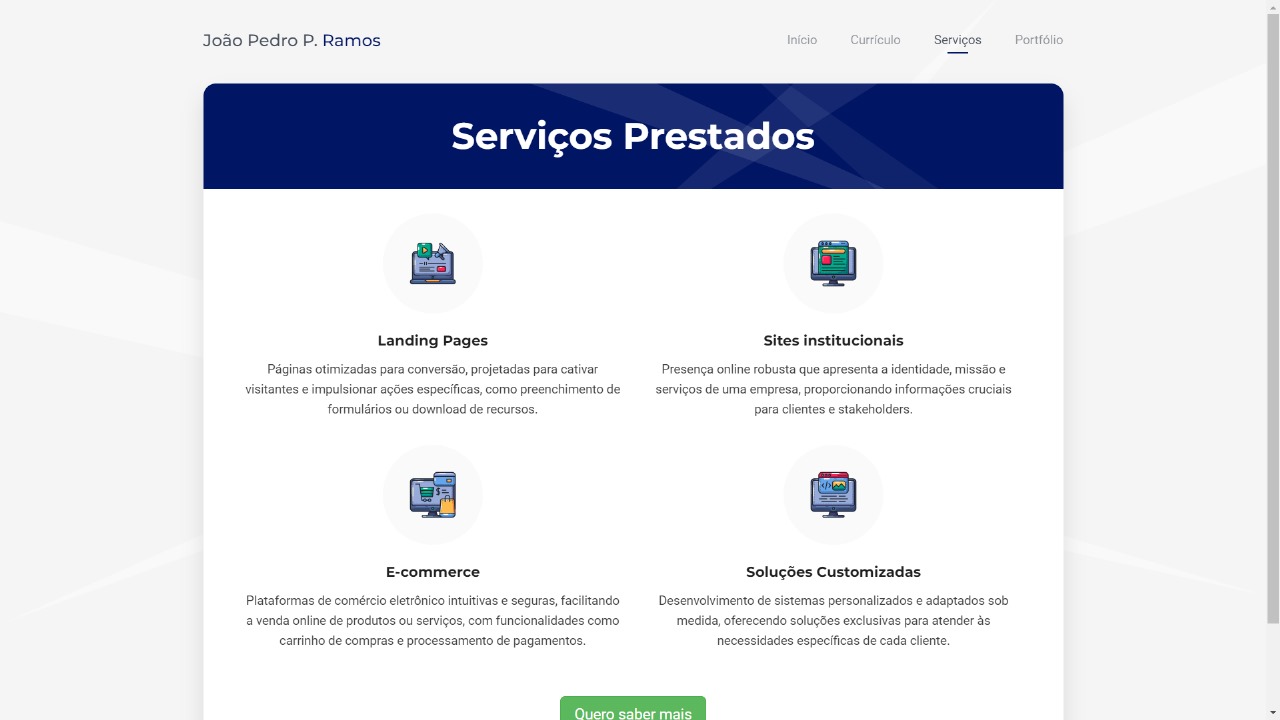 João Pedro P. Ramos
Início
Currículo
Serviços
Portfólio
Serviços Prestados
Landing Pages
Páginas otimizadas para conversão, projetadas para cativar
visitantes e impulsionar ações específicas, como preenchimento de
formulários ou download de recursos.
Sites institucionais
Presença online robusta que apresenta a identidade, missão e
serviços de uma empresa, proporcionando informações cruciais
para clientes e stakeholders.
E-commerce
Plataformas de comércio eletrônico intuitivas e seguras, facilitando
a venda online de produtos ou serviços, com funcionalidades como
carrinho de compras e processamento de pagamentos.
Soluções Customizadas
Desenvolvimento de sistemas personalizados e adaptados sob
medida, oferecendo soluções exclusivas para atender às
necessidades específicas de cada cliente.
Quero saber mais